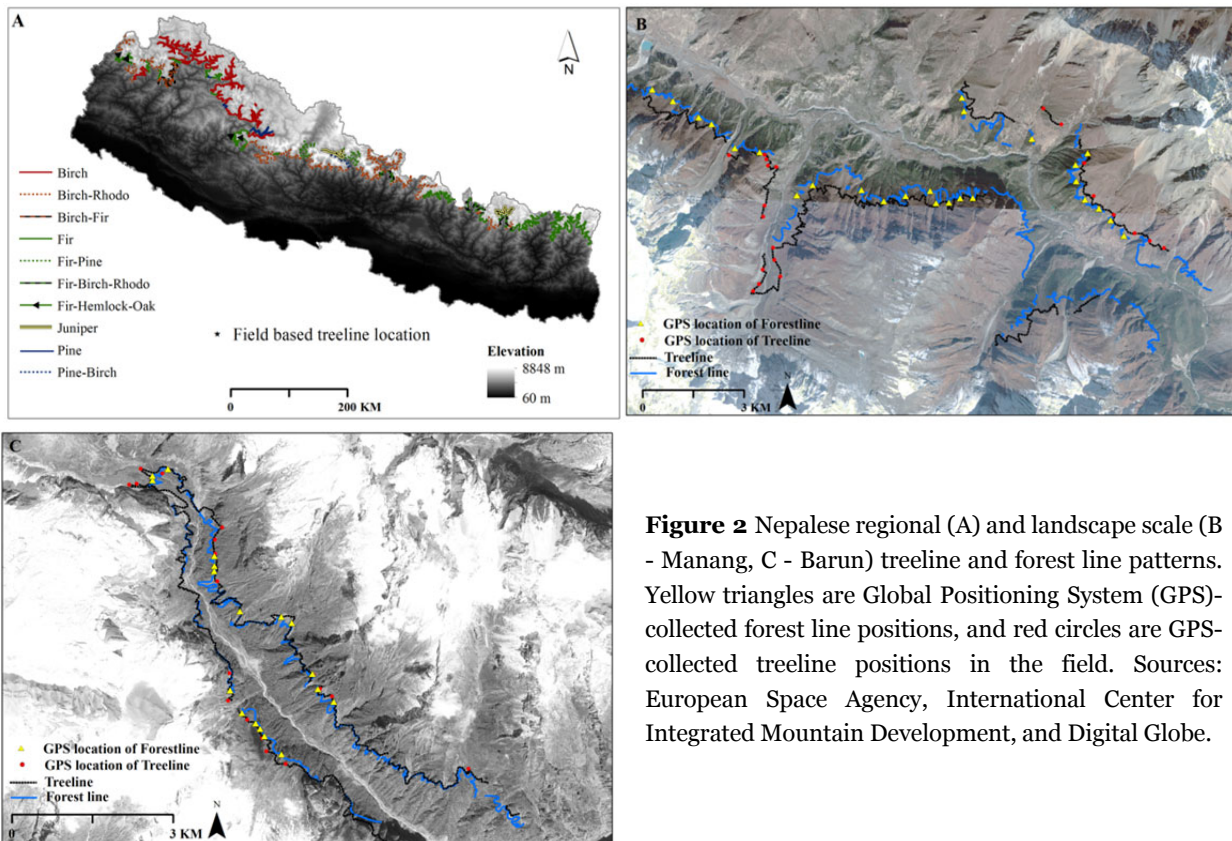 A
N
Birch
Birch-Rhodo
Birch-Fir
Fir
Fir-Pine
Fir-Birch-Rhodo
Fir-Hemlock-Oak
Juniper
Pine
Pine-Birch
Field based treeline location
Elevation
8848 m
60 m
0 200 KM
B
GPS location of Forestline
GPS location of Treeline
Treeline
Forest line
N
0 3 KM
C
GPS location of Forestline
GPS location of Treeline
Treeline
Forest line
N
0 3 KM
Figure 2 Nepalese regional (A) and landscape scale (B
- Manang, C - Barun) treeline and forest line patterns.
Yellow triangles are Global Positioning System (GPS)-
collected forest line positions, and red circles are GPS-
collected treeline positions in the field. Sources:
European Space Agency, International Center for
Integrated Mountain Development, and Digital Globe.